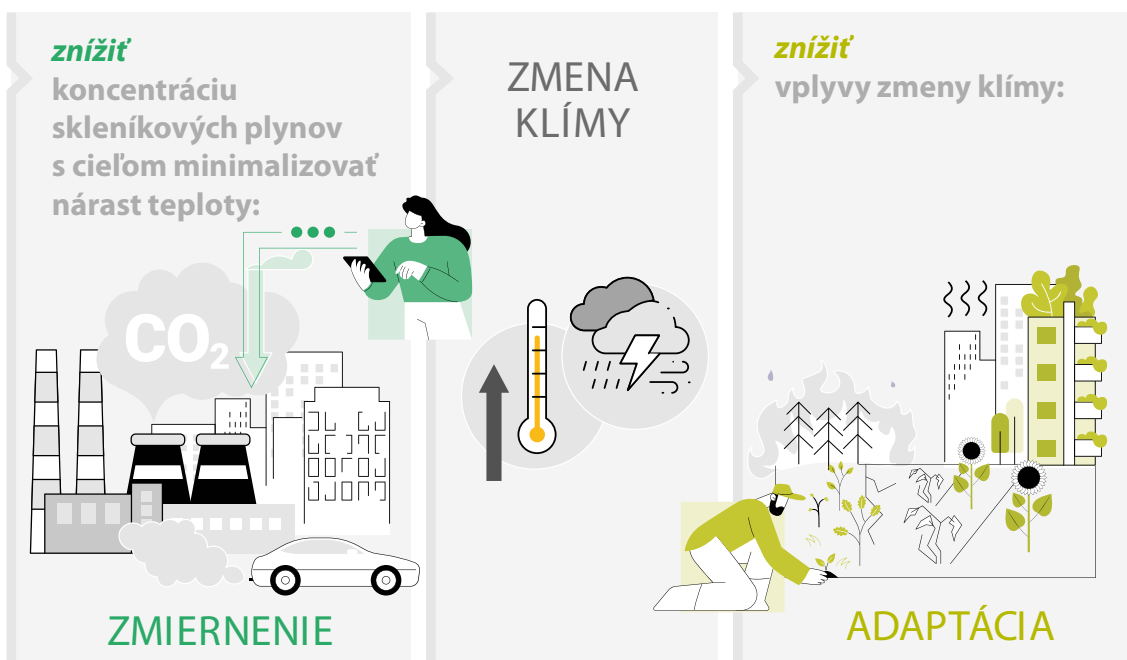 znížiť
koncentráciu
skleníkových plynov
s cieľom minimalizovať
nárast teploty:
CO2
ZMIERNENIE
ZMENA
KLÍMY
znížiť
vplyvy zmeny klímy:
ADAPTÁCIA